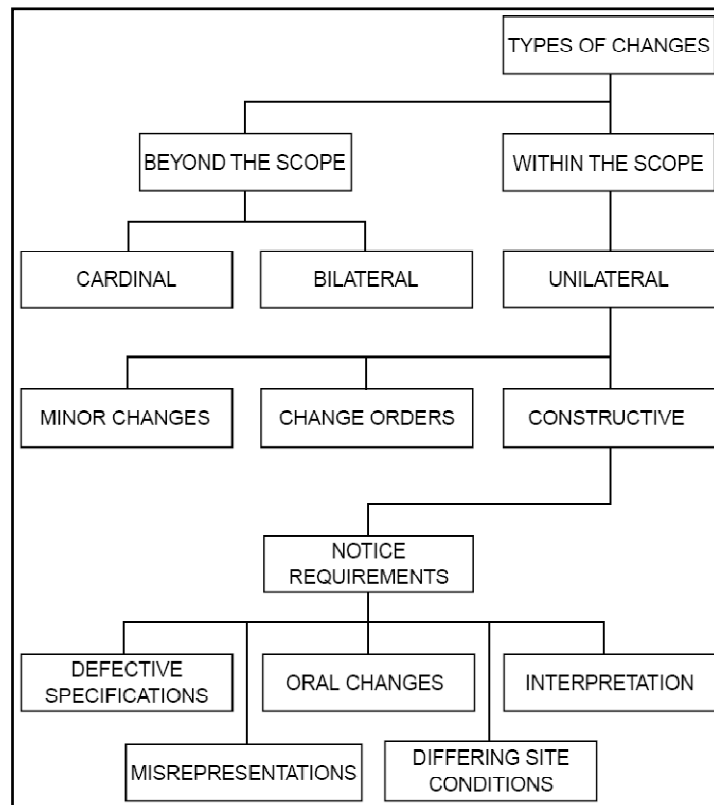 TYPES OF CHANGES
BEYOND THE SCOPE
WITHIN THE SCOPE
CARDINAL
BILATERAL
UNILATERAL
MINOR CHANGES
CHANGE ORDERS
CONSTRUCTIVE
NOTICE
REQUIREMENTS
DEFECTIVE
SPECIFICATIONS
ORAL CHANGES
INTERPRETATION
MISREPRESENTATIONS
DIFFERING SITE
CONDITIONS